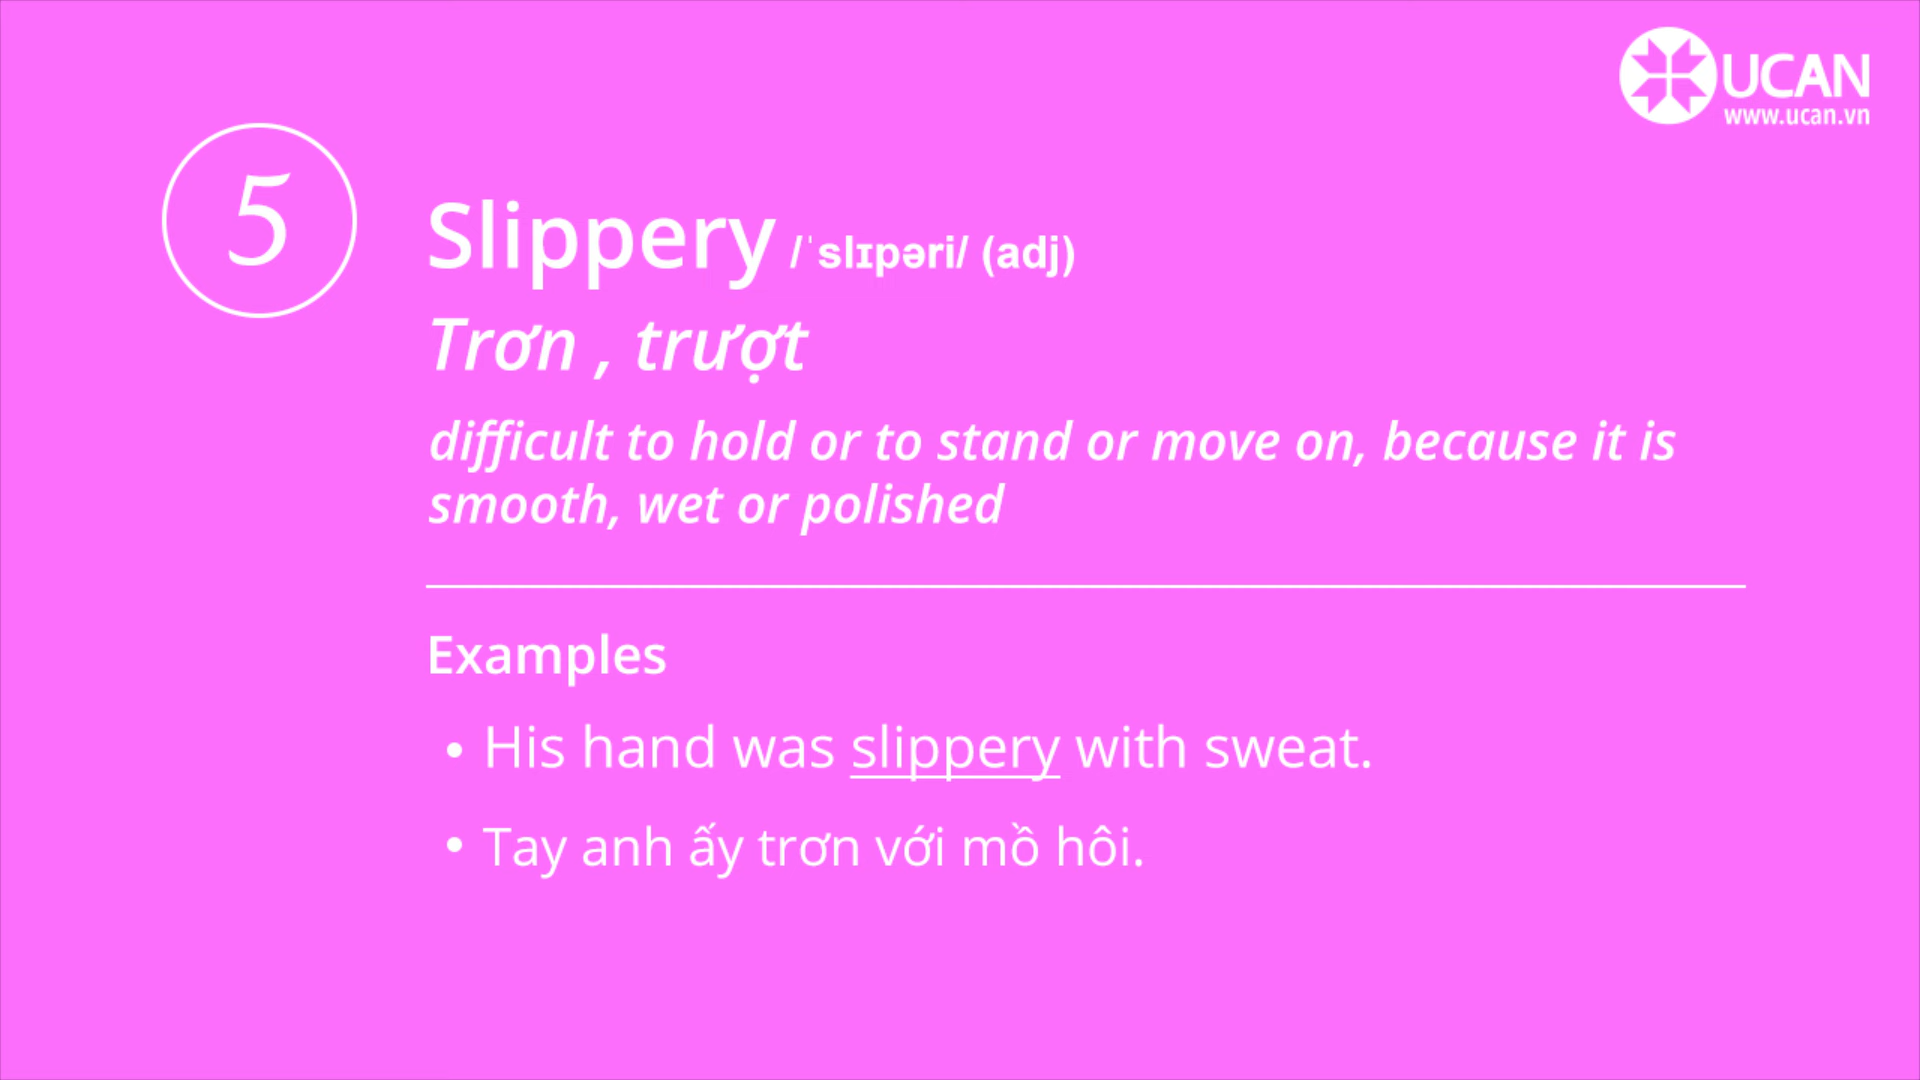 UCAN
www.ucan.vn
5
Slippery /ˈslɪpəri/ (adj)
Trơn , trượt
difficult to hold or to stand or move on, because it is
smooth, wet or polished
Examples
• His hand was slippery with sweat.
• Tay anh ấy trơn với mồ hôi.